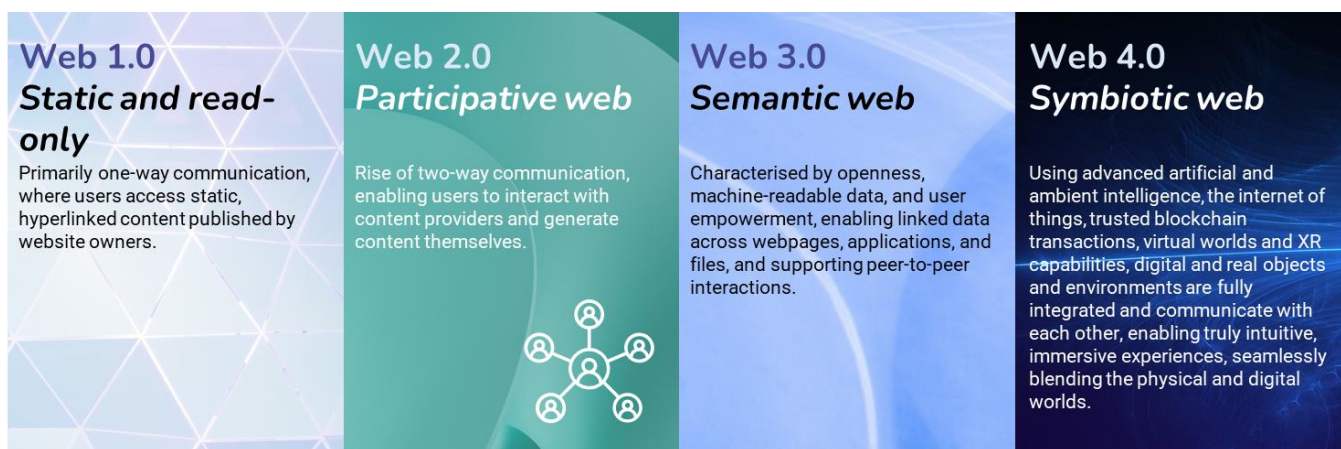 Web 1.0
Static and read-
only
Primarily one-way communication,
where users access static,
hyperlinked content published by
website owners.
Web 2.0
Participative web
Rise of two-way communication,
enabling users to interact with
content providers and generate
content themselves.
Web 3.0
Semantic web
Characterised by openness,
machine-readable data, and user
empowerment, enabling linked data
across webpages, applications, and
files, and supporting peer-to-peer
interactions.
Web 4.0
Symbiotic web
Using advanced artificial and
ambient intelligence, the internet of
things, trusted blockchain
transactions, virtual worlds and XR
capabilities, digital and real objects
and environments are fully
integrated and communicate with
each other, enabling truly intuitive,
immersive experiences, seamlessly
blending the physical and digital
worlds.